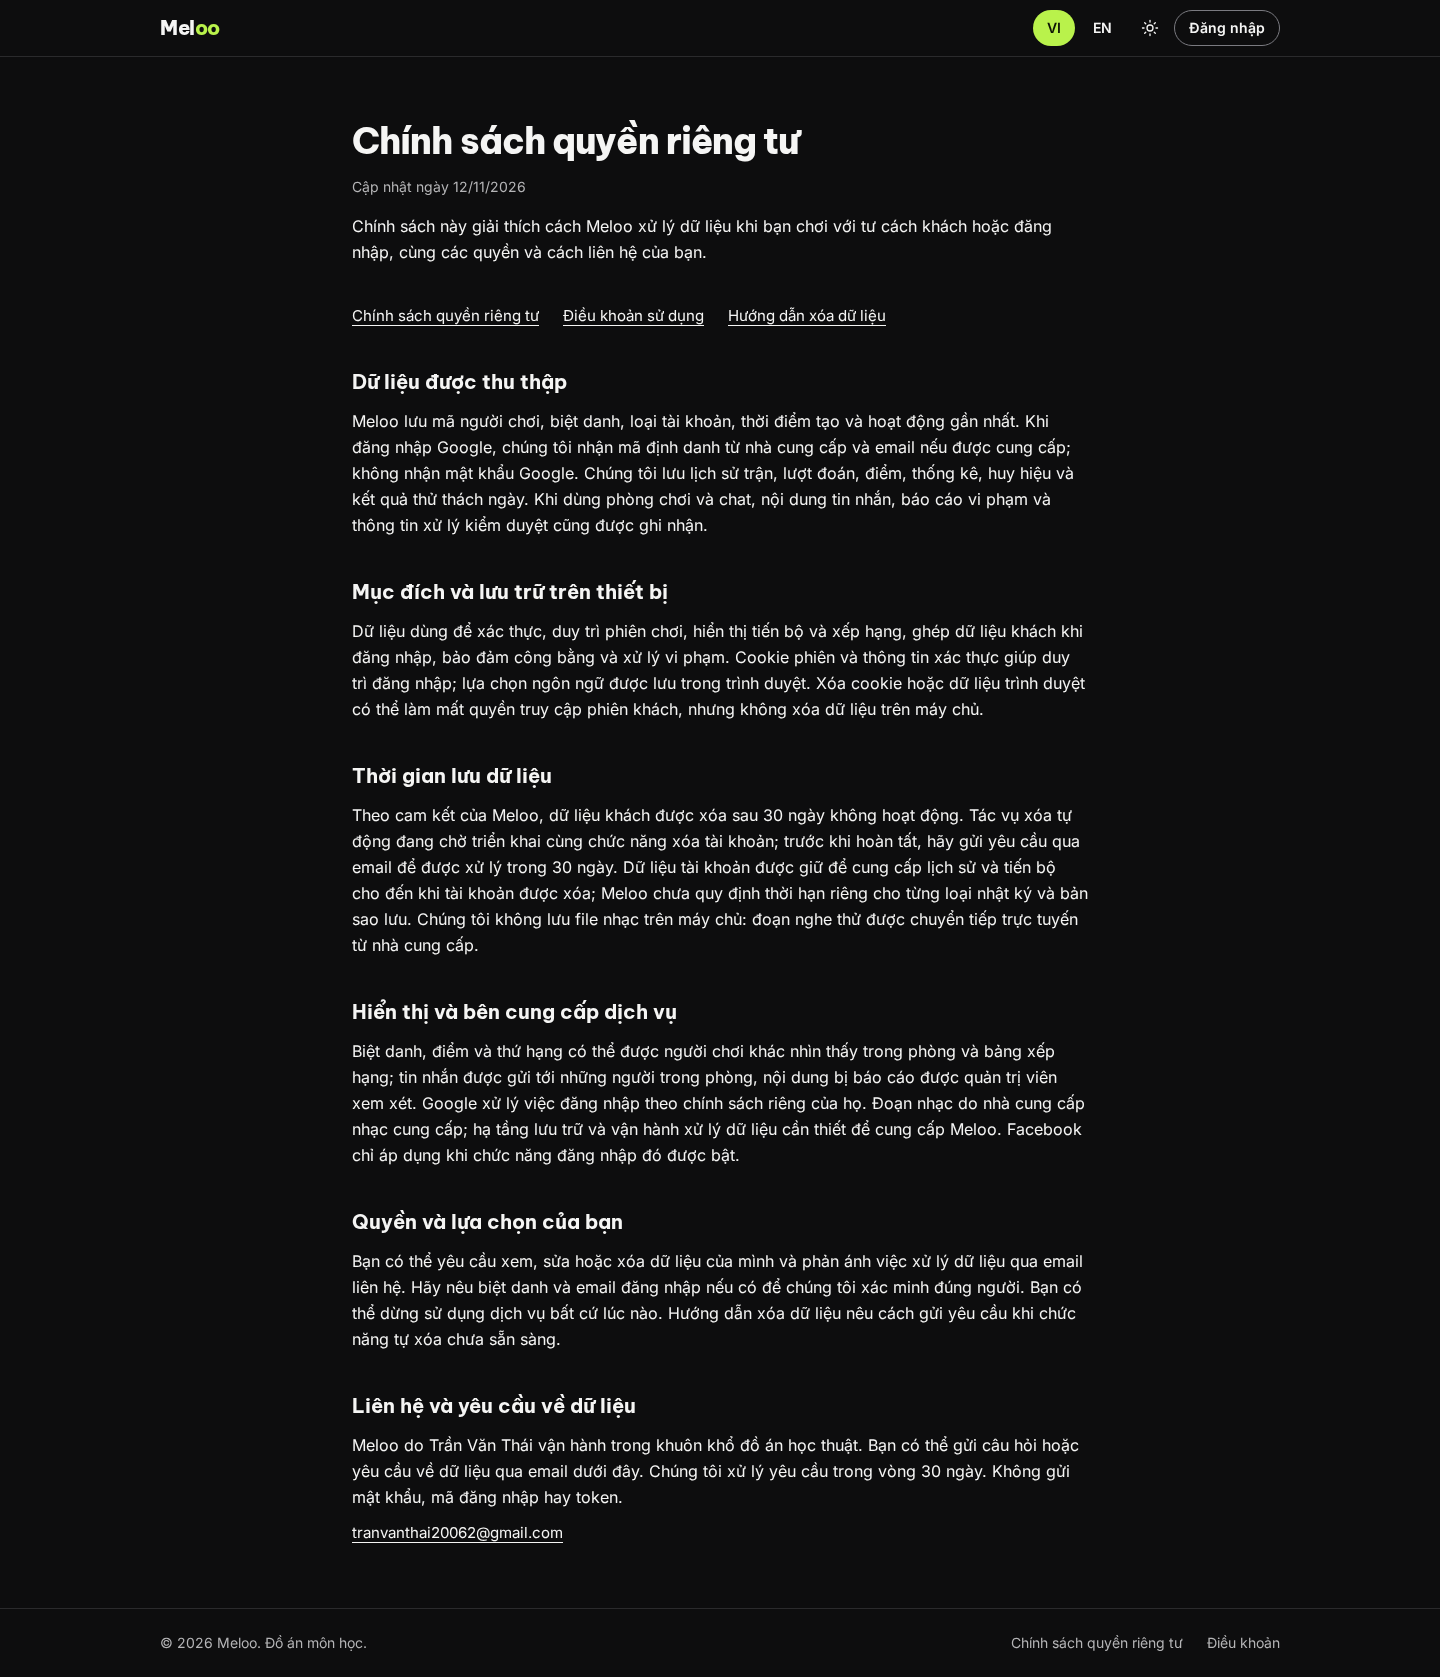 Meloo
VI
EN
Đăng nhập
Chính sách quyền riêng tư
Cập nhật ngày 12/11/2026
Chính sách này giải thích cách Meloo xử lý dữ liệu khi bạn chơi với tư cách khách hoặc đăng
nhập, cùng các quyền và cách liên hệ của bạn.
Chính sách quyền riêng tư
Điều khoản sử dụng
Hướng dẫn xóa dữ liệu
Dữ liệu được thu thập
Meloo lưu mã người chơi, biệt danh, loại tài khoản, thời điểm tạo và hoạt động gần nhất. Khi
đăng nhập Google, chúng tôi nhận mã định danh từ nhà cung cấp và email nếu được cung cấp;
không nhận mật khẩu Google. Chúng tôi lưu lịch sử trận, lượt đoán, điểm, thống kê, huy hiệu và
kết quả thử thách ngày. Khi dùng phòng chơi và chat, nội dung tin nhắn, báo cáo vi phạm và
thông tin xử lý kiểm duyệt cũng được ghi nhận.
Mục đích và lưu trữ trên thiết bị
Dữ liệu dùng để xác thực, duy trì phiên chơi, hiển thị tiến bộ và xếp hạng, ghép dữ liệu khách khi
đăng nhập, bảo đảm công bằng và xử lý vi phạm. Cookie phiên và thông tin xác thực giúp duy
trì đăng nhập; lựa chọn ngôn ngữ được lưu trong trình duyệt. Xóa cookie hoặc dữ liệu trình duyệt
có thể làm mất quyền truy cập phiên khách, nhưng không xóa dữ liệu trên máy chủ.
Thời gian lưu dữ liệu
Theo cam kết của Meloo, dữ liệu khách được xóa sau 30 ngày không hoạt động. Tác vụ xóa tự
động đang chờ triển khai cùng chức năng xóa tài khoản; trước khi hoàn tất, hãy gửi yêu cầu qua
email để được xử lý trong 30 ngày. Dữ liệu tài khoản được giữ để cung cấp lịch sử và tiến bộ
cho đến khi tài khoản được xóa; Meloo chưa quy định thời hạn riêng cho từng loại nhật ký và bản
sao lưu. Chúng tôi không lưu file nhạc trên máy chủ: đoạn nghe thử được chuyển tiếp trực tuyến
từ nhà cung cấp.
Hiển thị và bên cung cấp dịch vụ
Biệt danh, điểm và thứ hạng có thể được người chơi khác nhìn thấy trong phòng và bảng xếp
hạng; tin nhắn được gửi tới những người trong phòng, nội dung bị báo cáo được quản trị viên
xem xét. Google xử lý việc đăng nhập theo chính sách riêng của họ. Đoạn nhạc do nhà cung cấp
nhạc cung cấp; hạ tầng lưu trữ và vận hành xử lý dữ liệu cần thiết để cung cấp Meloo. Facebook
chỉ áp dụng khi chức năng đăng nhập đó được bật.
Quyền và lựa chọn của bạn
Bạn có thể yêu cầu xem, sửa hoặc xóa dữ liệu của mình và phản ánh việc xử lý dữ liệu qua email
liên hệ. Hãy nêu biệt danh và email đăng nhập nếu có để chúng tôi xác minh đúng người. Bạn có
thể dừng sử dụng dịch vụ bất cứ lúc nào. Hướng dẫn xóa dữ liệu nêu cách gửi yêu cầu khi chức
năng tự xóa chưa sẵn sàng.
Liên hệ và yêu cầu về dữ liệu
Meloo do Trần Văn Thái vận hành trong khuôn khổ đồ án học thuật. Bạn có thể gửi câu hỏi hoặc
yêu cầu về dữ liệu qua email dưới đây. Chúng tôi xử lý yêu cầu trong vòng 30 ngày. Không gửi
mật khẩu, mã đăng nhập hay token.
tranvanthai20062@gmail.com
© 2026 Meloo. Đồ án môn học.
Chính sách quyền riêng tư
Điều khoản